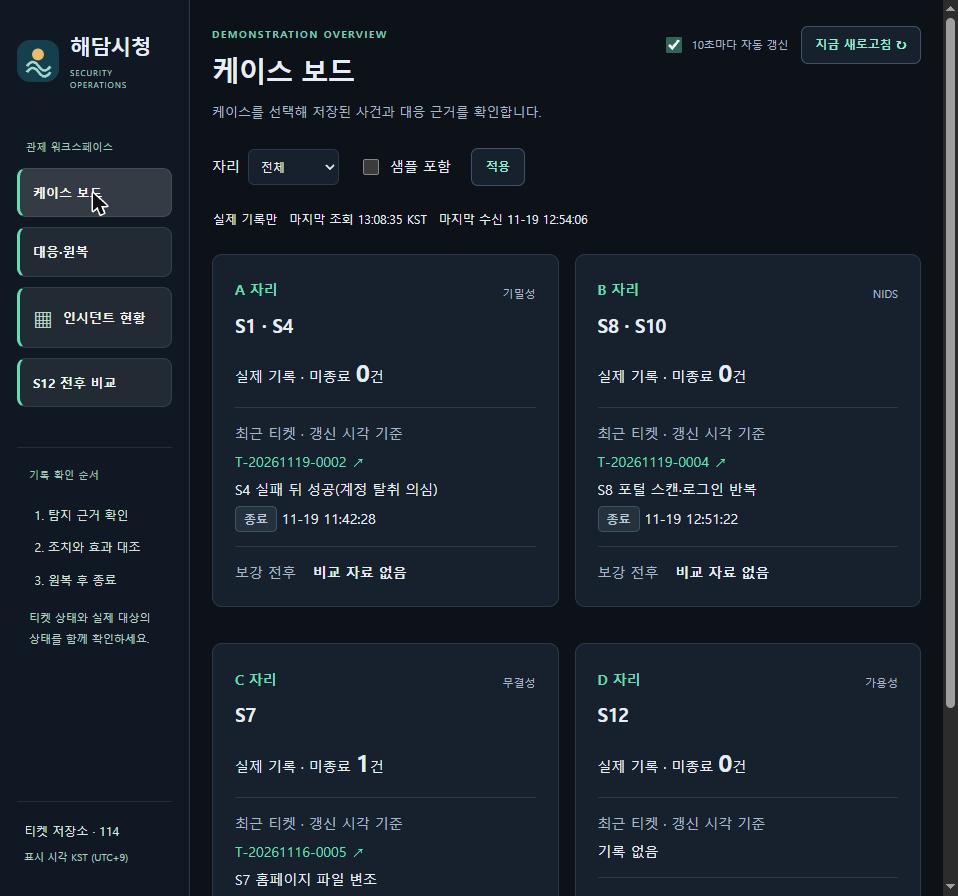 해담시청
SECURITY
OPERATIONS
관제 워크스페이스
케이스 보드
대응·원복
인시던트 현황
S12 전후 비교
기록 확인 순서
1. 탐지 근거 확인
2. 조치와 효과 대조
3. 원복 후 종료
티켓 상태와 실제 대상의
상태를 함께 확인하세요.
티켓 저장소 · 114
표시 시각 KST (UTC+9)
DEMONSTRATION OVERVIEW
케이스 보드
케이스를 선택해 저장된 사건과 대응 근거를 확인합니다.
10초마다 자동 갱신
지금 새로고침 ↻
자리 전체 샘플 포함 적용
실제 기록만 마지막 조회 13:08:35 KST 마지막 수신 11-19 12:54:06
A 자리 기밀성
S1 · S4
실제 기록 · 미종료 0건
최근 티켓 · 갱신 시각 기준
T-20261119-0002 ↗
S4 실패 뒤 성공(계정 탈취 의심)
종료 11-19 11:42:28
보강 전후 비교 자료 없음
B 자리 NIDS
S8 · S10
실제 기록 · 미종료 0건
최근 티켓 · 갱신 시각 기준
T-20261119-0004 ↗
S8 포털 스캔·로그인 반복
종료 11-19 12:51:22
보강 전후 비교 자료 없음
C 자리 무결성
S7
실제 기록 · 미종료 1건
최근 티켓 · 갱신 시각 기준
T-20261116-0005 ↗
S7 홈페이지 파일 변조
D 자리 가용성
S12
실제 기록 · 미종료 0건
최근 티켓 · 갱신 시각 기준
기록 없음